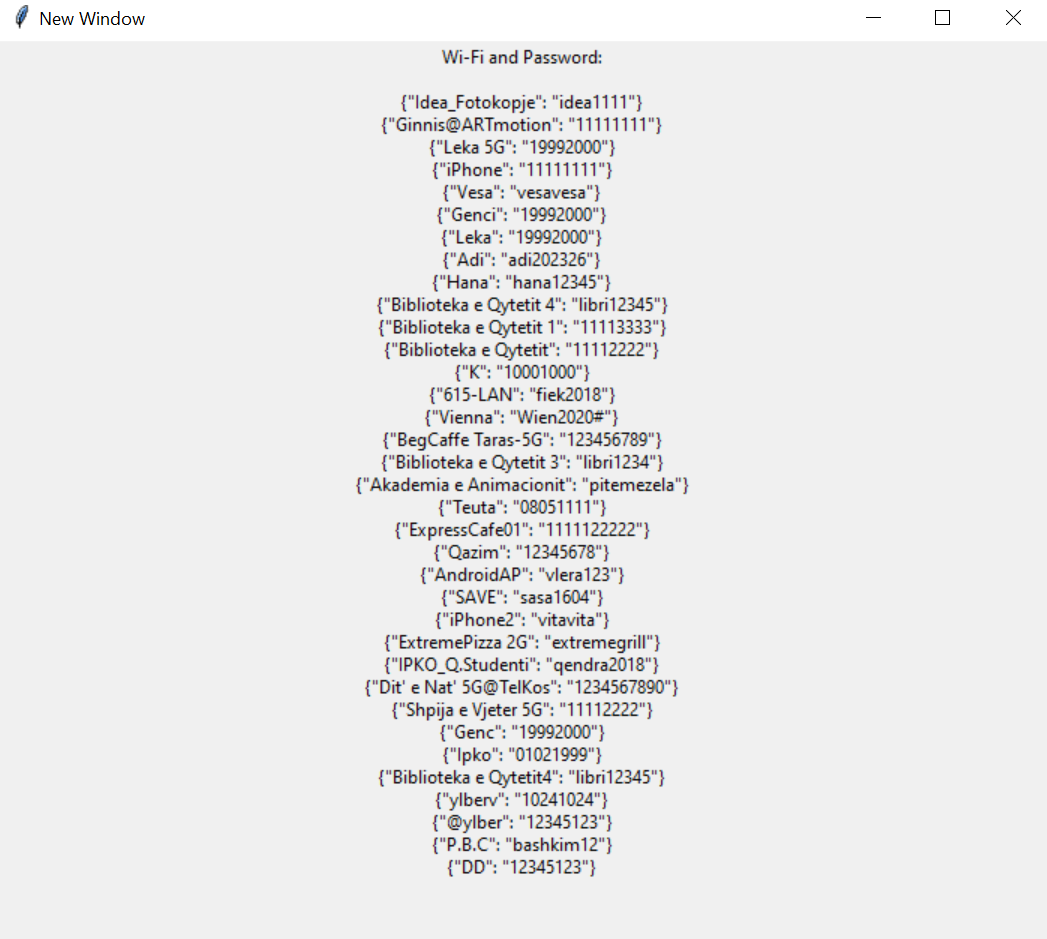 New Window
Wi-Fi and Password:
{"Idea_Fotokopje": "idea1111"}
{"Ginnis@ARTmotion": "11111111"}
{"Leka 5G": "19992000"}
{"iPhone": "11111111"}
{"Vesa": "vesavesa"}
{"Genci": "19992000"}
{"Leka": "19992000"}
{"Adi": "adi202326"}
{"Hana": "hana12345"}
{"Biblioteka e Qytetit 4": "libri12345"}
{"Biblioteka e Qytetit 1": "11113333"}
{"Biblioteka e Qytetit": "11112222"}
{"K": "10001000"}
{"615-LAN": "fiek2018"}
{"Vienna": "Wien2020#"}
{"BegCaffe Taras-5G": "123456789"}
{"Biblioteka e Qytetit 3": "libri1234"}
{"Akademia e Animacionit": "pitemezela"}
{"Teuta": "08051111"}
{"ExpressCafe01": "1111122222"}
{"Qazim": "12345678"}
{"AndroidAP": "vlera123"}
{"SAVE": "sasa1604"}
{"iPhone2": "vitavita"}
{"ExtremePizza 2G": "extremegrill"}
{"IPKO_Q.Studenti": "qendra2018"}
{"Dit' e Nat' 5G@TelKos": "1234567890"}
{"Shpija e Vjeter 5G": "11112222"}
{"Genc": "19992000"}
{"Ipko": "01021999"}
{"Biblioteka e Qytetit4": "libri12345"}
{"ylberv": "10241024"}
{"@ylber": "12345123"}
{"P.B.C": "bashkim12"}
{"DD": "12345123"}